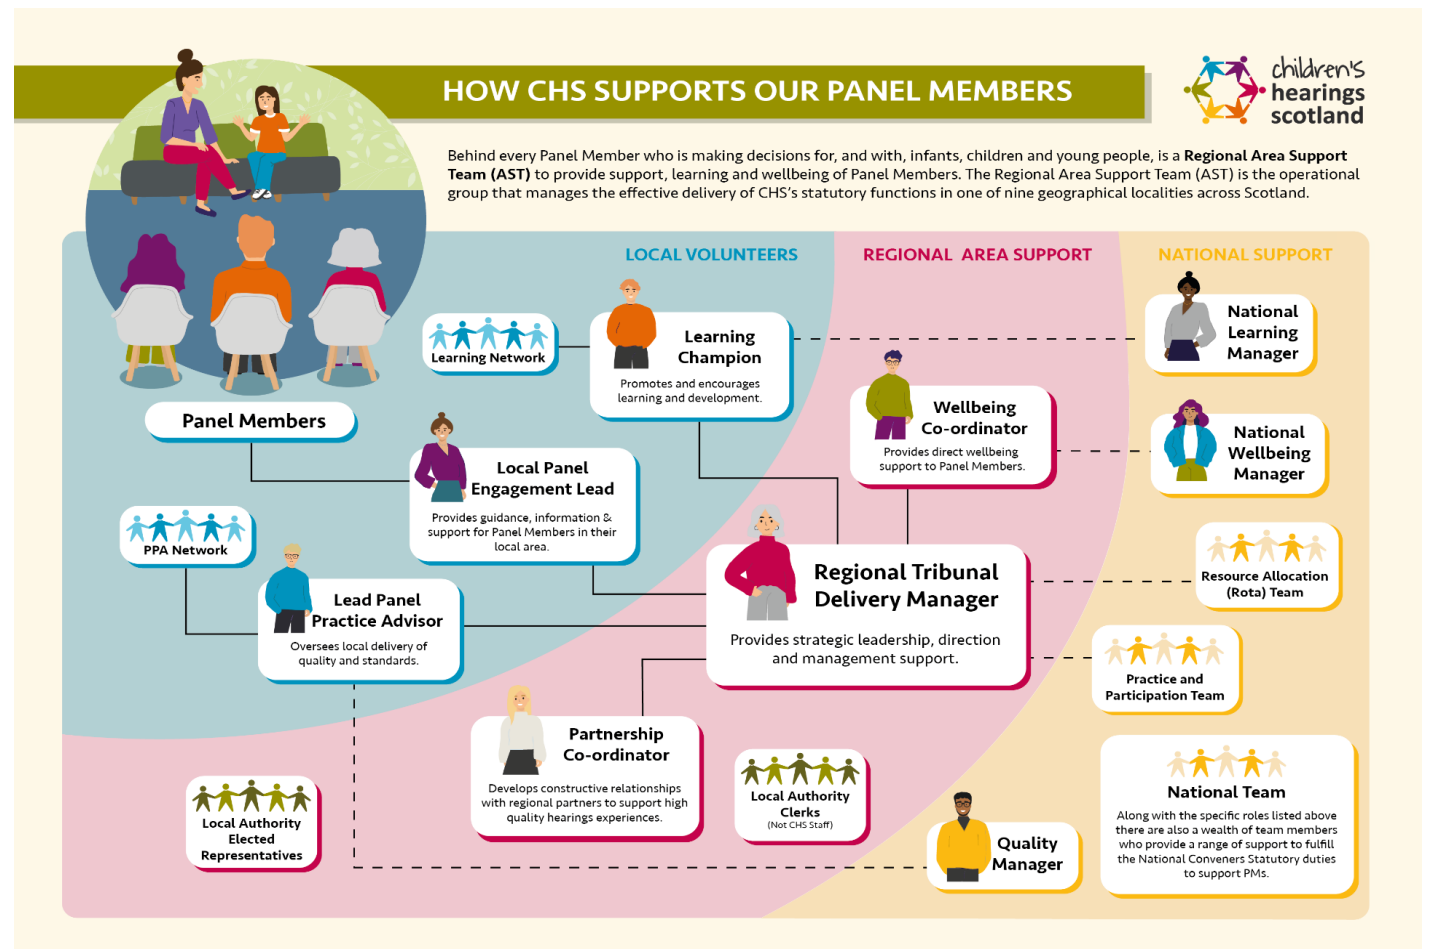 HOW CHS SUPPORTS OUR PANEL MEMBERS
children's
hearings
scotland
Behind every Panel Member who is making decisions for, and with, infants, children and young people, is a Regional Area Support
Team (AST) to provide support, learning and wellbeing of Panel Members. The Regional Area Support Team (AST) is the operational
group that manages the effective delivery of CHS's statutory functions in one of nine geographical localities across Scotland.
LOCAL VOLUNTEERS
REGIONAL AREA SUPPORT
NATIONAL SUPPORT
Panel Members
Learning Network
Learning
Champion
Promotes and encourages
learning and development.
National
Learning
Manager
Wellbeing
Co-ordinator
Provides direct wellbeing
support to Panel Members.
National
Wellbeing
Manager
Local Panel
Engagement Lead
Provides guidance, information &
support for Panel Members in their
local area.
PPA Network
Lead Panel
Practice Advisor
Oversees local delivery of
quality and standards.
Regional Tribunal
Delivery Manager
Provides strategic leadership, direction
and management support.
Resource Allocation
(Rota) Team
Practice and
Participation Team
Partnership
Co-ordinator
Develops constructive relationships
with regional partners to support high
quality hearings experiences.
Local Authority
Clerks
(Not CHS Staff)
Local Authority
Elected
Representatives
Quality
Manager
National Team
Along with the specific roles listed above
there are also a wealth of team members
who provide a range of support to fulfill
the National Conveners Statutory duties
to support PMs.